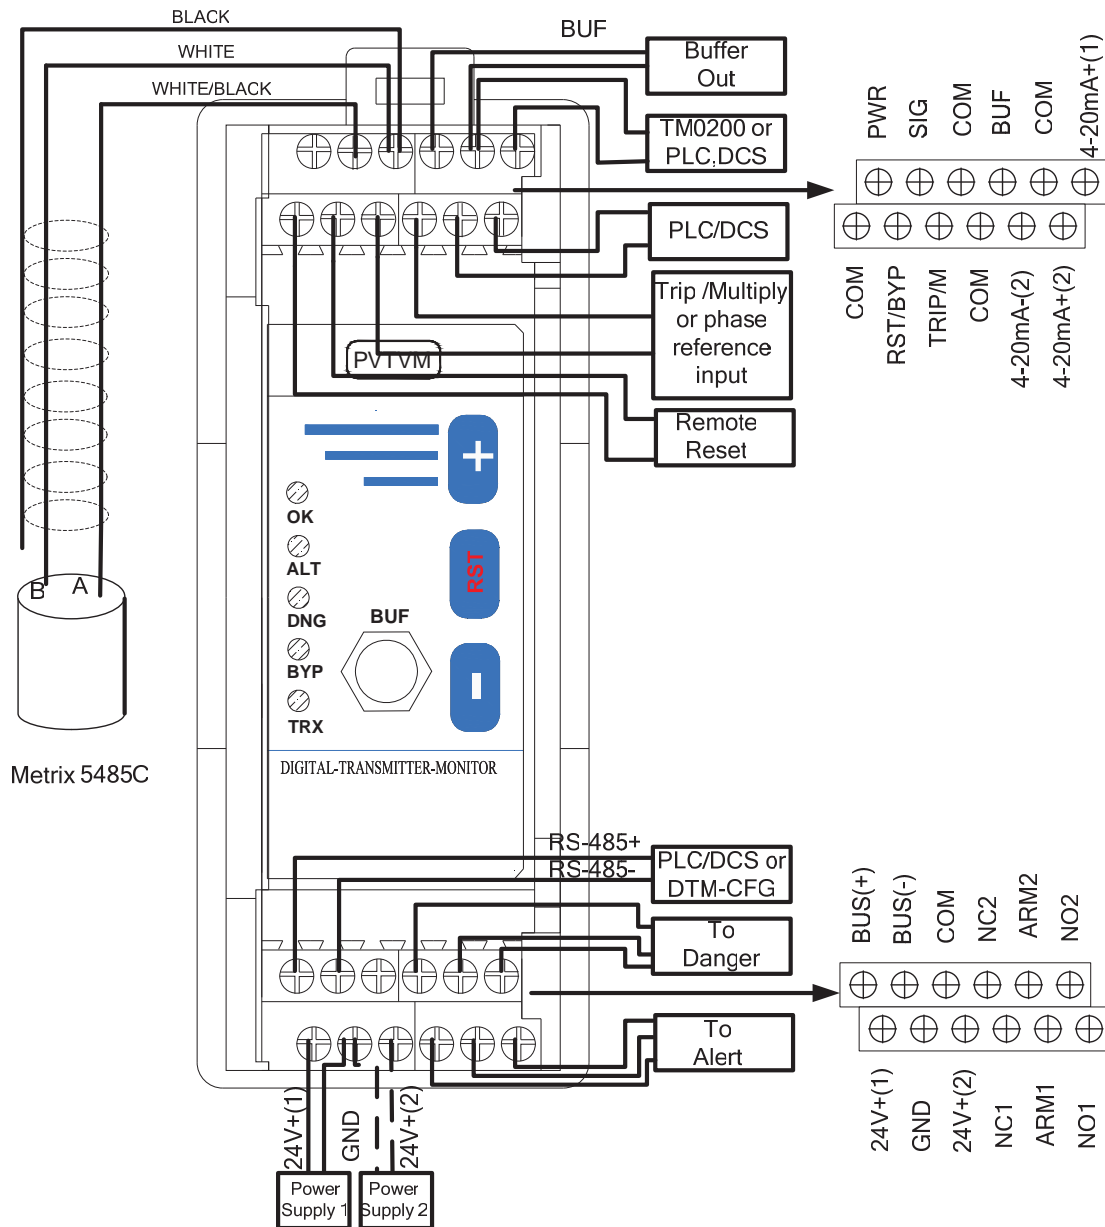 BLACK
WHITE
WHITE/BLACK
BUF
Buffer
Out
TM0200 or
PLC,DCS
PLC/DCS
Trip /Multiply
or phase
reference
input
Remote
Reset
PWR
SIG
COM
BUF
COM
4-20mA+(1)
COM
RST/BYP
TRIP/M
COM
4-20mA-(2)
4-20mA+(2)
PVTVM
+
RST
-
OK
ALT
DNG
BYP
TRX
BUF
DIGITAL-TRANSMITTER-MONITOR
B A
Metrix 5485C
RS-485+
RS-485-
PLC/DCS or
DTM-CFG
To
Danger
To
Alert
BUS(+)
BUS(-)
COM
NC2
ARM2
NO2
24V+(1)
GND
24V+(2)
NC1
ARM1
NO1
24V+(1)
GND
24V+(2)
Power
Supply 1
Power
Supply 2